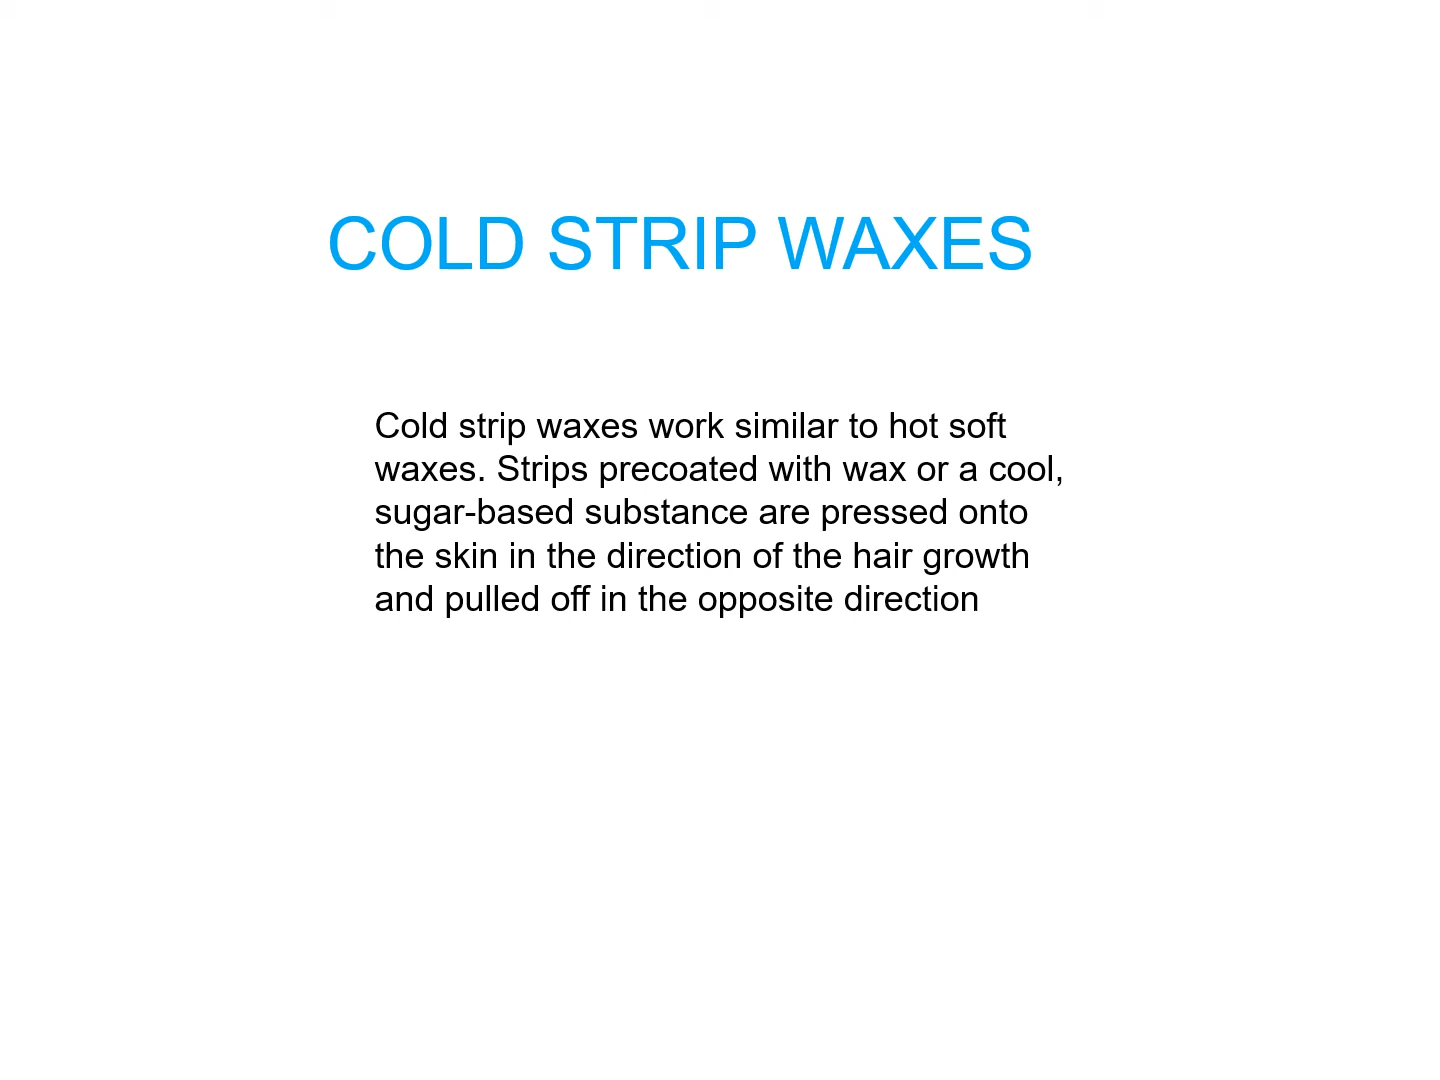 COLD STRIP WAXES
Cold strip waxes work similar to hot soft
waxes. Strips precoated with wax or a cool,
sugar-based substance are pressed onto
the skin in the direction of the hair growth
and pulled off in the opposite direction